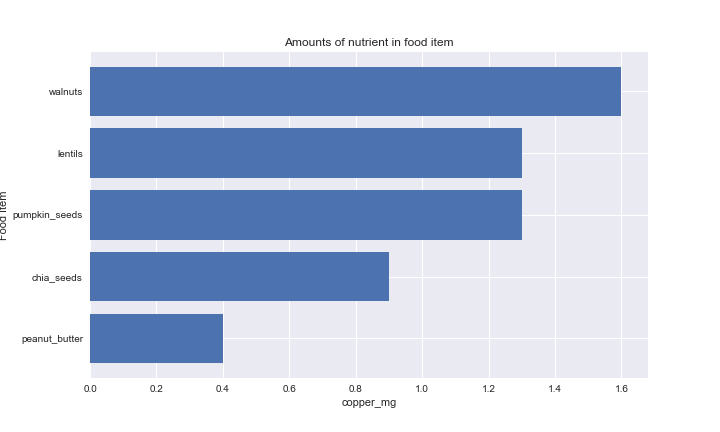 Amounts of nutrient in food item
walnuts
lentils
pumpkin_seeds
chia_seeds
peanut_butter
Food item
0.0 0.2 0.4 0.6 0.8 1.0 1.2 1.4 1.6
copper_mg